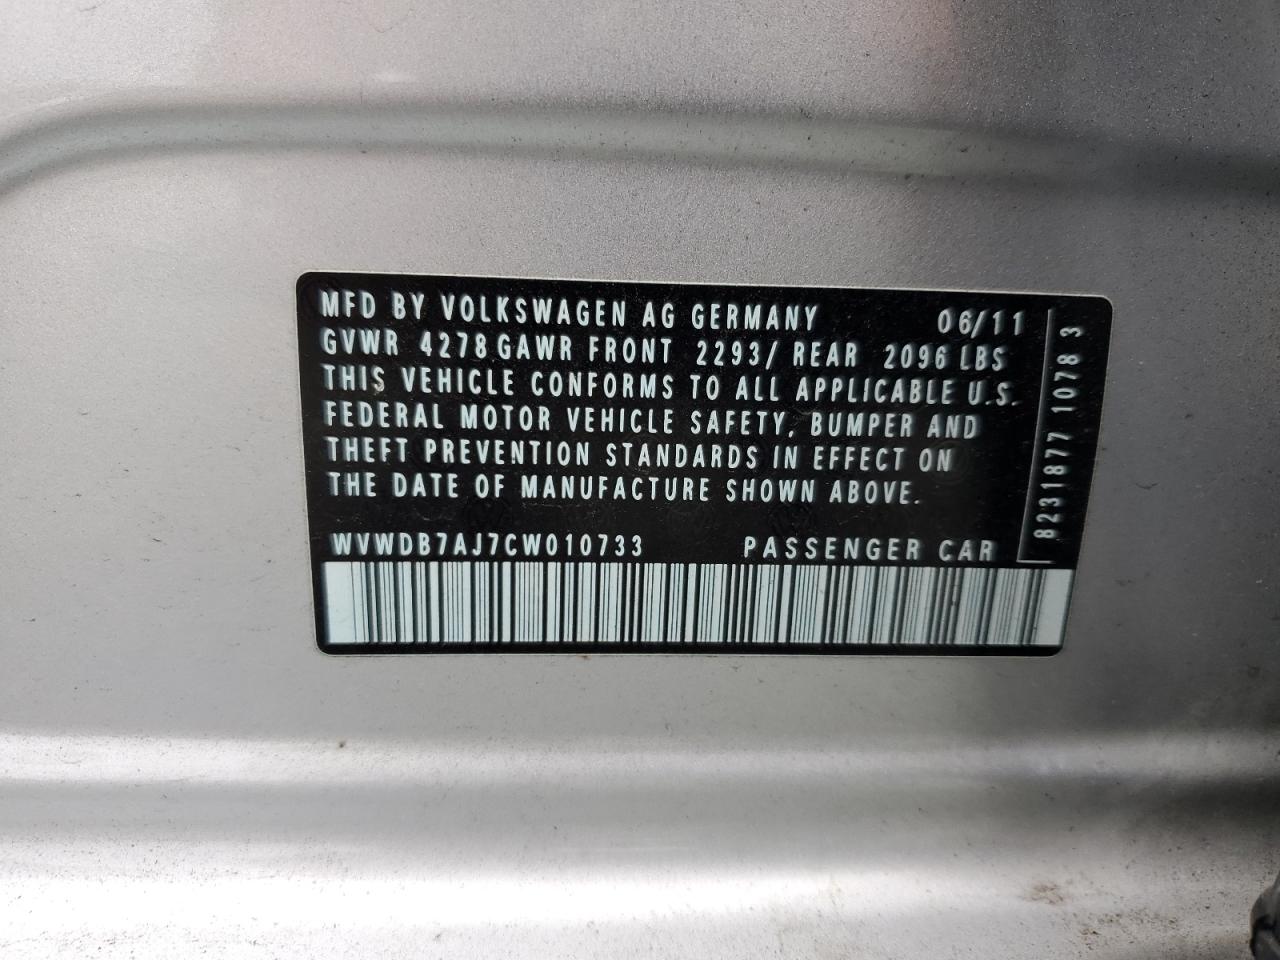 MFD BY VOLKSWAGEN AG GERMANY 06/11
GVWR 4278 GAWR FRONT 2293/ REAR 2096 LBS
THIS VEHICLE CONFORMS TO ALL APPLICABLE U.S.
FEDERAL MOTOR VEHICLE SAFETY, BUMPER AND
THEFT PREVENTION STANDARDS IN EFFECT ON
THE DATE OF MANUFACTURE SHOWN ABOVE.
WVWDB7AJ7CW010733 PASSENGER CAR
8231877 1078 3